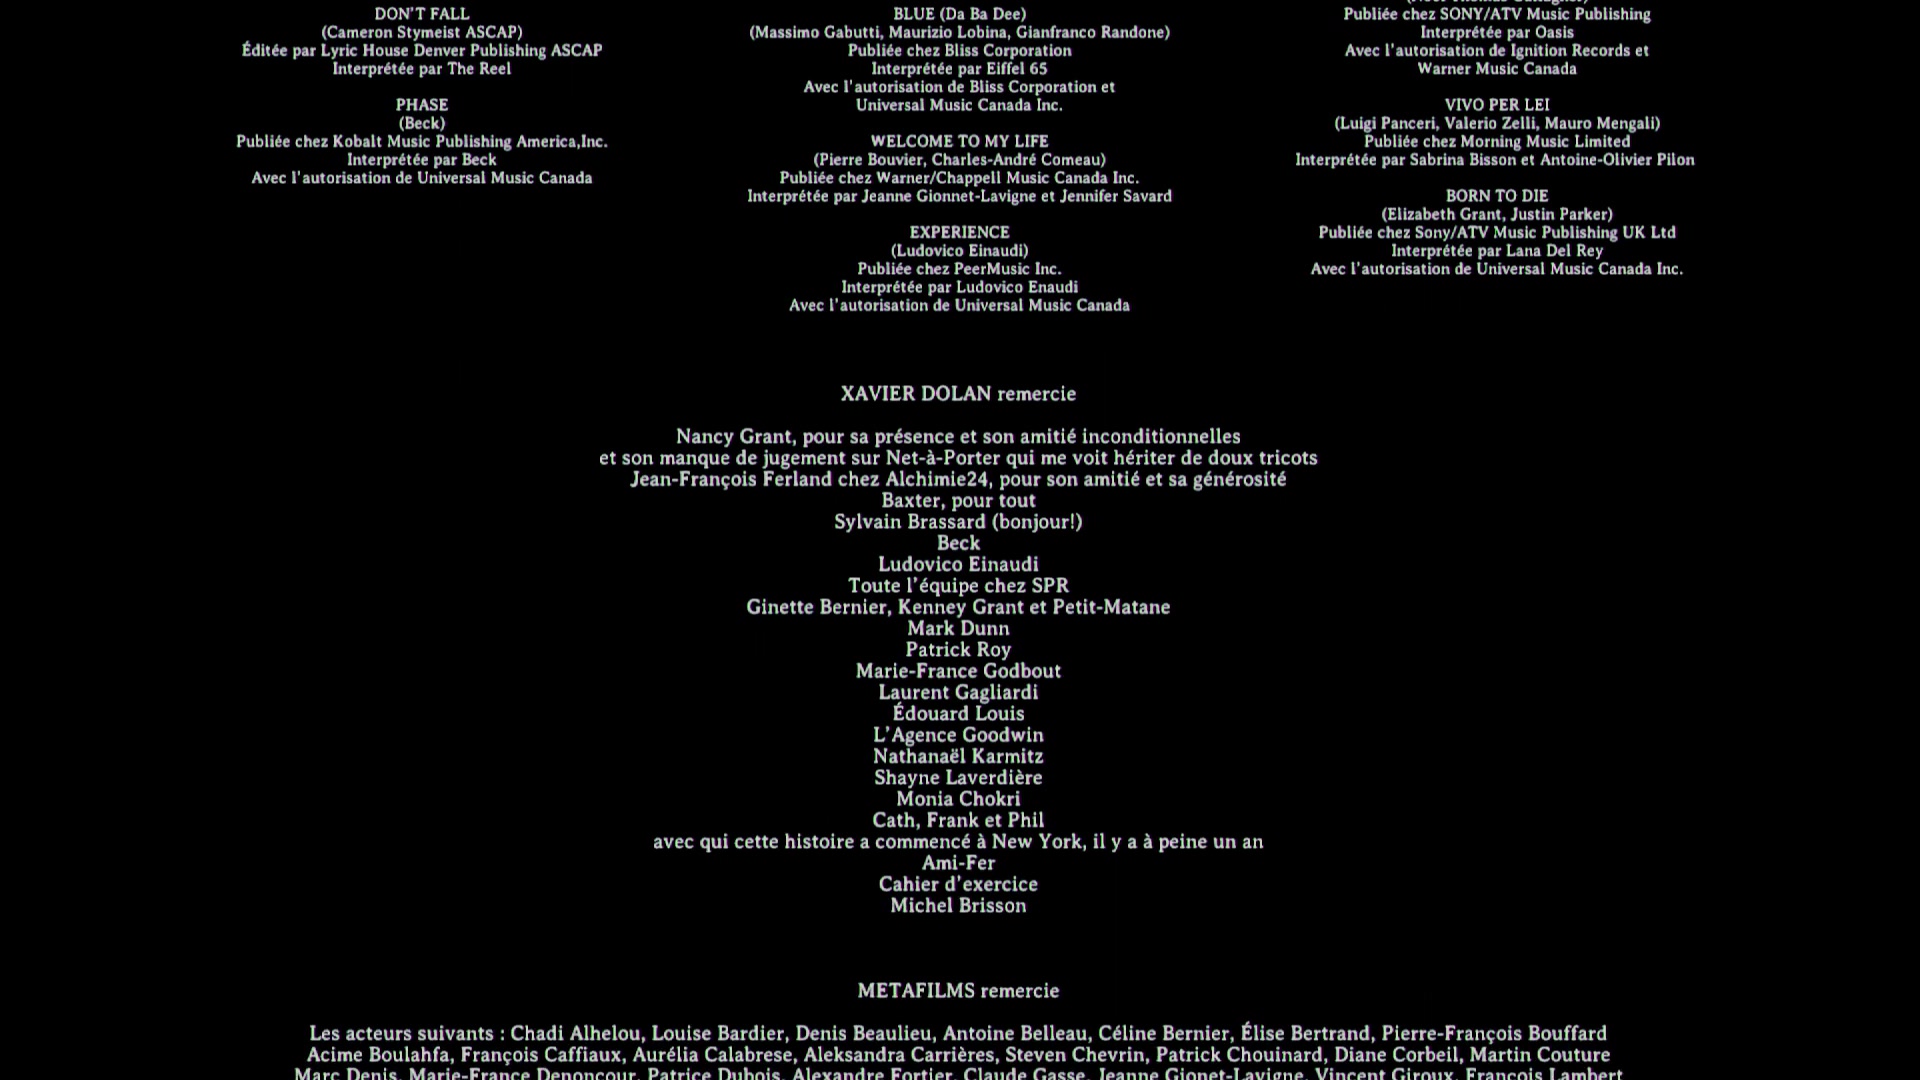 DON'T FALL
(Cameron Stymeist ASCAP)
Éditée par Lyric House Denver Publishing ASCAP
Interprétée par The Reel
PHASE
(Beck)
Publiée chez Kobalt Music Publishing America,Inc.
Interprétée par Beck
Avec l'autorisation de Universal Music Canada
BLUE (Da Ba Dee)
(Massimo Gabutti, Maurizio Lobina, Gianfranco Randone)
Publiée chez Bliss Corporation
Interprétée par Eiffel 65
Avec l'autorisation de Bliss Corporation et
Universal Music Canada Inc.
WELCOME TO MY LIFE
(Pierre Bouvier, Charles-André Comeau)
Publiée chez Warner/Chappell Music Canada Inc.
Interprétée par Jeanne Gionnet-Lavigne et Jennifer Savard
EXPERIENCE
(Ludovico Einaudi)
Publiée chez PeerMusic Inc.
Interprétée par Ludovico Enaudi
Avec l'autorisation de Universal Music Canada
Publiée chez SONY/ATV Music Publishing
Interprétée par Oasis
Avec l'autorisation de Ignition Records et
Warner Music Canada
VIVO PER LEI
(Luigi Panceri, Valerio Zelli, Mauro Mengali)
Publiée chez Morning Music Limited
Interprétée par Sabrina Bisson et Antoine-Olivier Pilon
BORN TO DIE
(Elizabeth Grant, Justin Parker)
Publiée chez Sony/ATV Music Publishing UK Ltd
Interprétée par Lana Del Rey
Avec l'autorisation de Universal Music Canada Inc.
XAVIER DOLAN remercie
Nancy Grant, pour sa présence et son amitié inconditionnelles
et son manque de jugement sur Net-à-Porter qui me voit hériter de doux tricots
Jean-François Ferland chez Alchimie24, pour son amitié et sa générosité
Baxter, pour tout
Sylvain Brassard (bonjour!)
Beck
Ludovico Einaudi
Toute l'équipe chez SPR
Ginette Bernier, Kenney Grant et Petit-Matane
Mark Dunn
Patrick Roy
Marie-France Godbout
Laurent Gagliardi
Édouard Louis
L'Agence Goodwin
Nathanaël Karmitz
Shayne Laverdière
Monia Chokri
Cath, Frank et Phil
avec qui cette histoire a commencé à New York, il y a à peine un an
Ami-Fer
Cahier d'exercice
Michel Brisson
METAFILMS remercie
Les acteurs suivants : Chadi Alhelou, Louise Bardier, Denis Beaulieu, Antoine Belleau, Céline Bernier, Élise Bertrand, Pierre-François Bouffard
Acime Boulahfa, François Caffiaux, Aurélia Calabrese, Aleksandra Carrières, Steven Chevrin, Patrick Chouinard, Diane Corbeil, Martin Couture
Marc Denis, Marie-France Denoncour, Patrice Dubois, Alexandre Fortier, Claude Gasse, Jeanne Gionet-Lavigne, Vincent Giroux, François Lambert